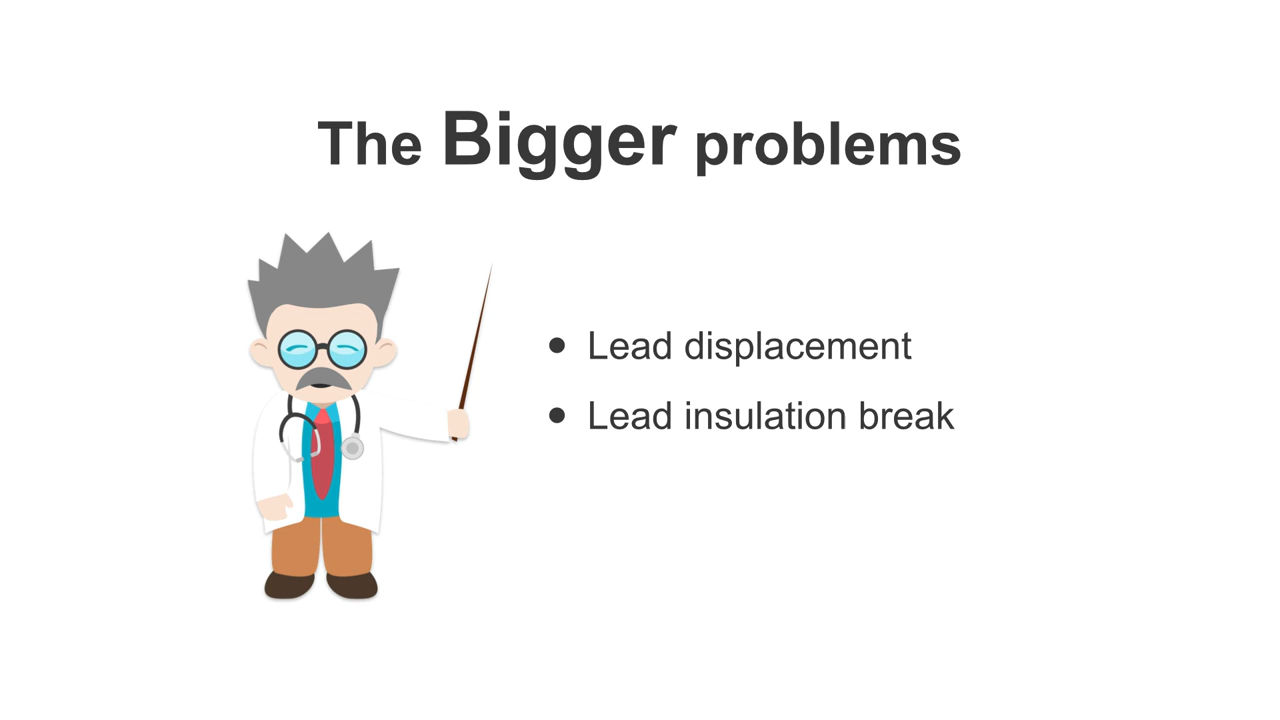 The Bigger problems
• Lead displacement
• Lead insulation break